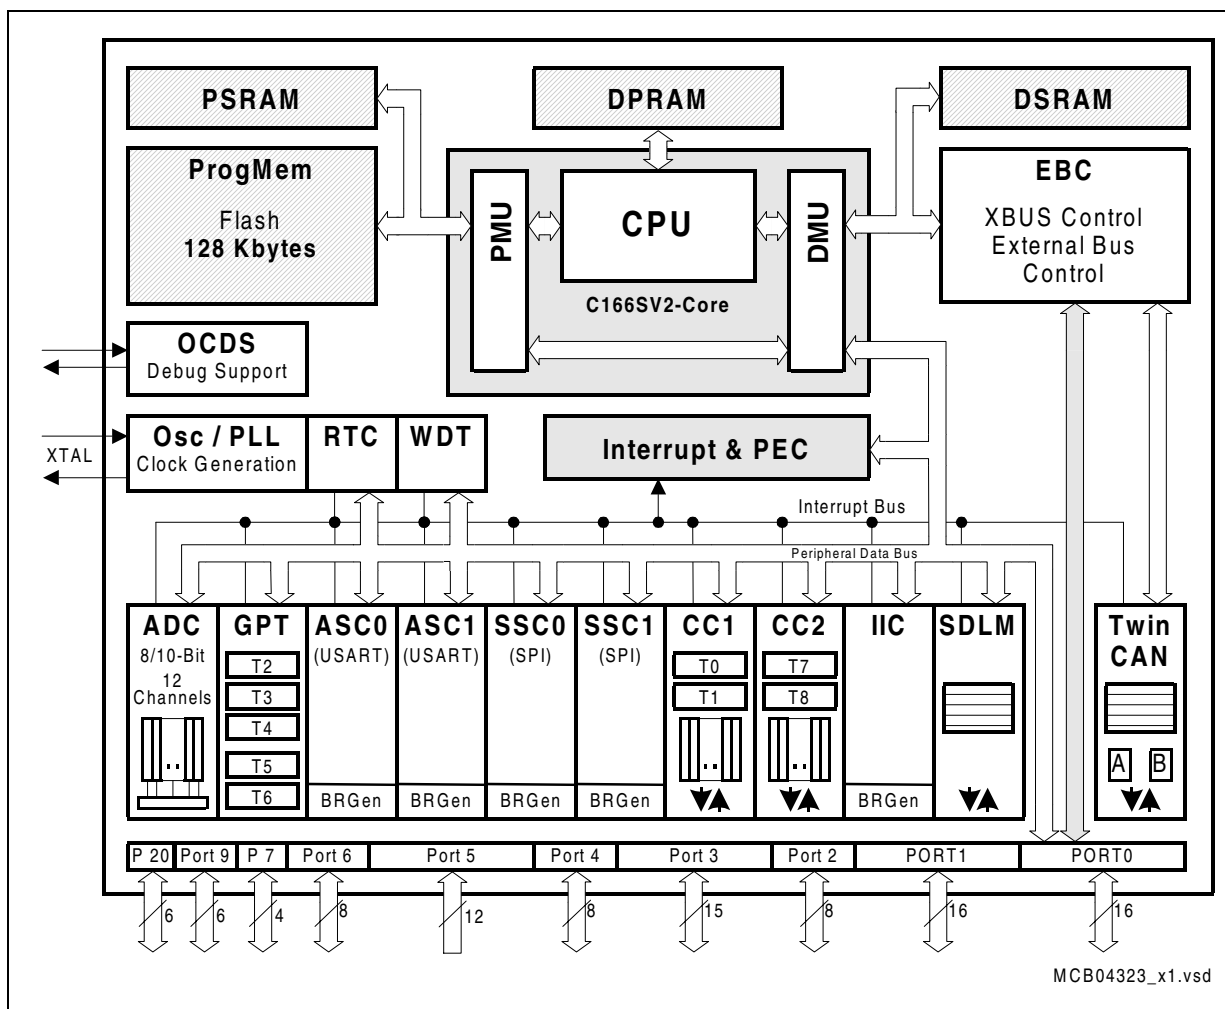 PSRAM
DPRAM
DSRAM
ProgMem
Flash
128 Kbytes
PMU
CPU
DMU
C166SV2-Core
EBC
XBUS Control
External Bus
Control
OCDS
Debug Support
XTAL
Osc / PLL
Clock Generation
RTC
WDT
Interrupt & PEC
Interrupt Bus
Peripheral Data Bus
ADC
8/10-Bit
12
Channels
GPT
T2
T3
T4
T5
T6
ASC0
(USART)
BRGen
ASC1
(USART)
BRGen
SSC0
(SPI)
BRGen
SSC1
(SPI)
BRGen
CC1
T0
T1
CC2
T7
T8
IIC
BRGen
SDLM
Twin
CAN
A
B
P 20
Port 9
P 7
Port 6
Port 5
Port 4
Port 3
Port 2
PORT1
PORT0
6
6
4
8
12
8
15
8
16
16
MCB04323_x1.vsd